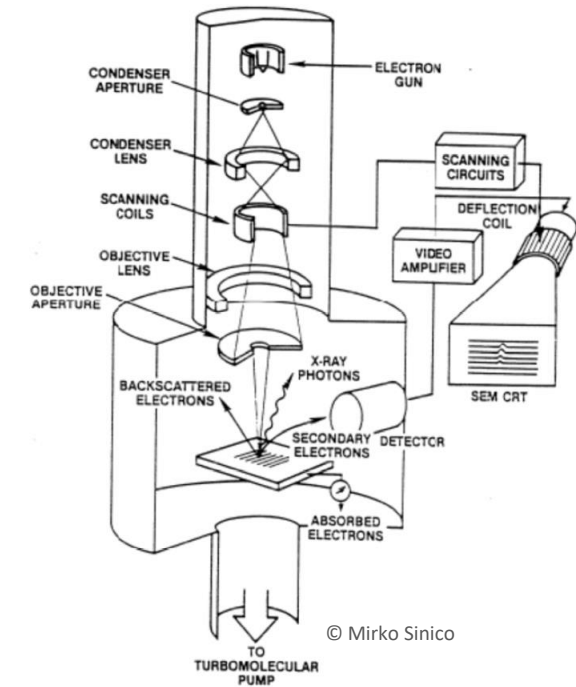 ELECTRON
GUN
CONDENSER
APERTURE
CONDENSER
LENS
SCANNING
CIRCUITS
SCANNING
COILS
DEFLECTION
COIL
VIDEO
AMPUFIER
OBJECTIVE
LENS
OBJECTIVE
APERTURE
X-RAY
PHOTONS
BACKSCATTERED
ELECTRONS
SEM CRT
SECONDARY
ELECTRONS
DETECTOR
ABSORBED
ELECTRONS
© Mirko Sinico
TO
TURBOMOLECULAR
PUMP